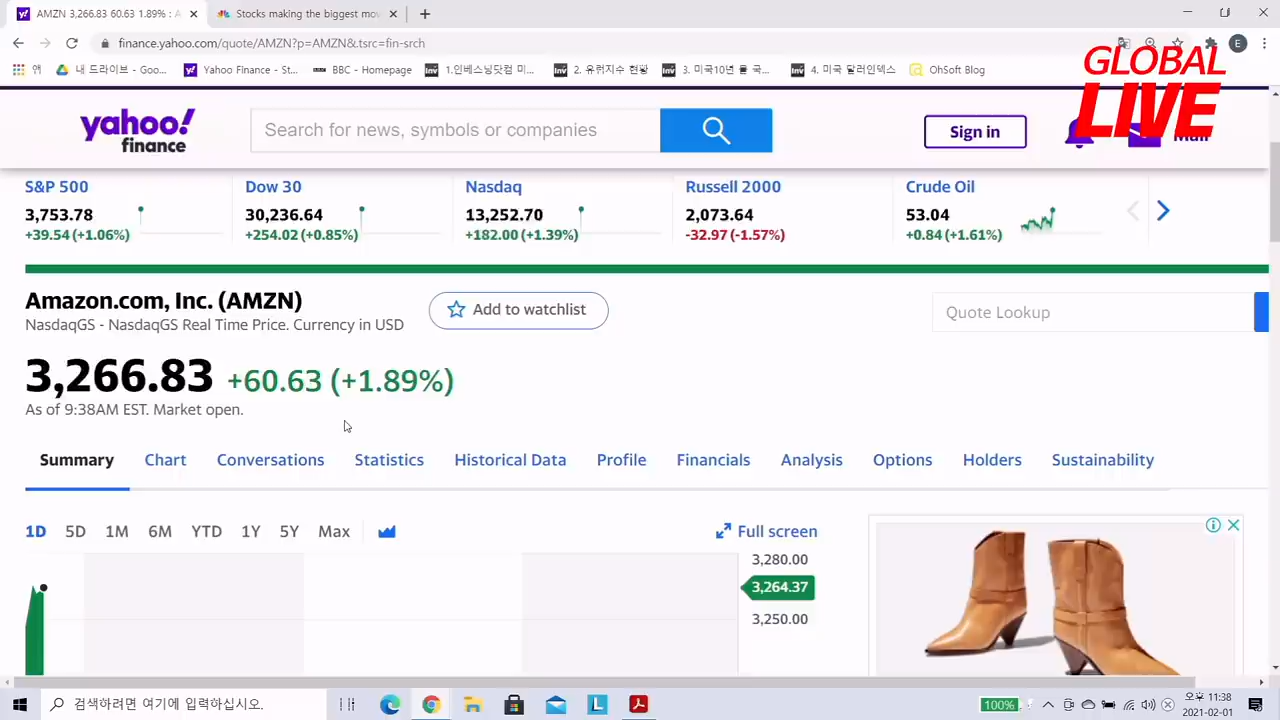 AMZN 3,266.83 60.63 1.89% : A
Stocks making the biggest mov
finance.yahoo.com/quote/AMZN?p=AMZN&.tsrc=fin-srch
E
앱
내 드라이브 - Goo...
Yahoo Finance - St...
BBC - Homepage
1.인베스팅닷컴 미...
2. 유럽지수 현황
3. 미국10년 물 국...
4. 미국 달러인덱스
OhSoft Blog
GLOBAL
LIVE
yahoo!
finance
Search for news, symbols or companies
Sign in
Mail
S&P 500
3,753.78
+39.54 (+1.06%)
Dow 30
30,236.64
+254.02 (+0.85%)
Nasdaq
13,252.70
+182.00 (+1.39%)
Russell 2000
2,073.64
-32.97 (-1.57%)
Crude Oil
53.04
+0.84 (+1.61%)
Amazon.com, Inc. (AMZN)
NasdaqGS - NasdaqGS Real Time Price. Currency in USD
Add to watchlist
Quote Lookup
3,266.83 +60.63 (+1.89%)
As of 9:38AM EST. Market open.
Summary Chart Conversations Statistics Historical Data Profile Financials Analysis Options Holders Sustainability
1D 5D 1M 6M YTD 1Y 5Y Max
Full screen
3,280.00
3,264.37
3,250.00
검색하려면 여기에 입력하십시오.
L
100%
오후 11:38
2021-02-01